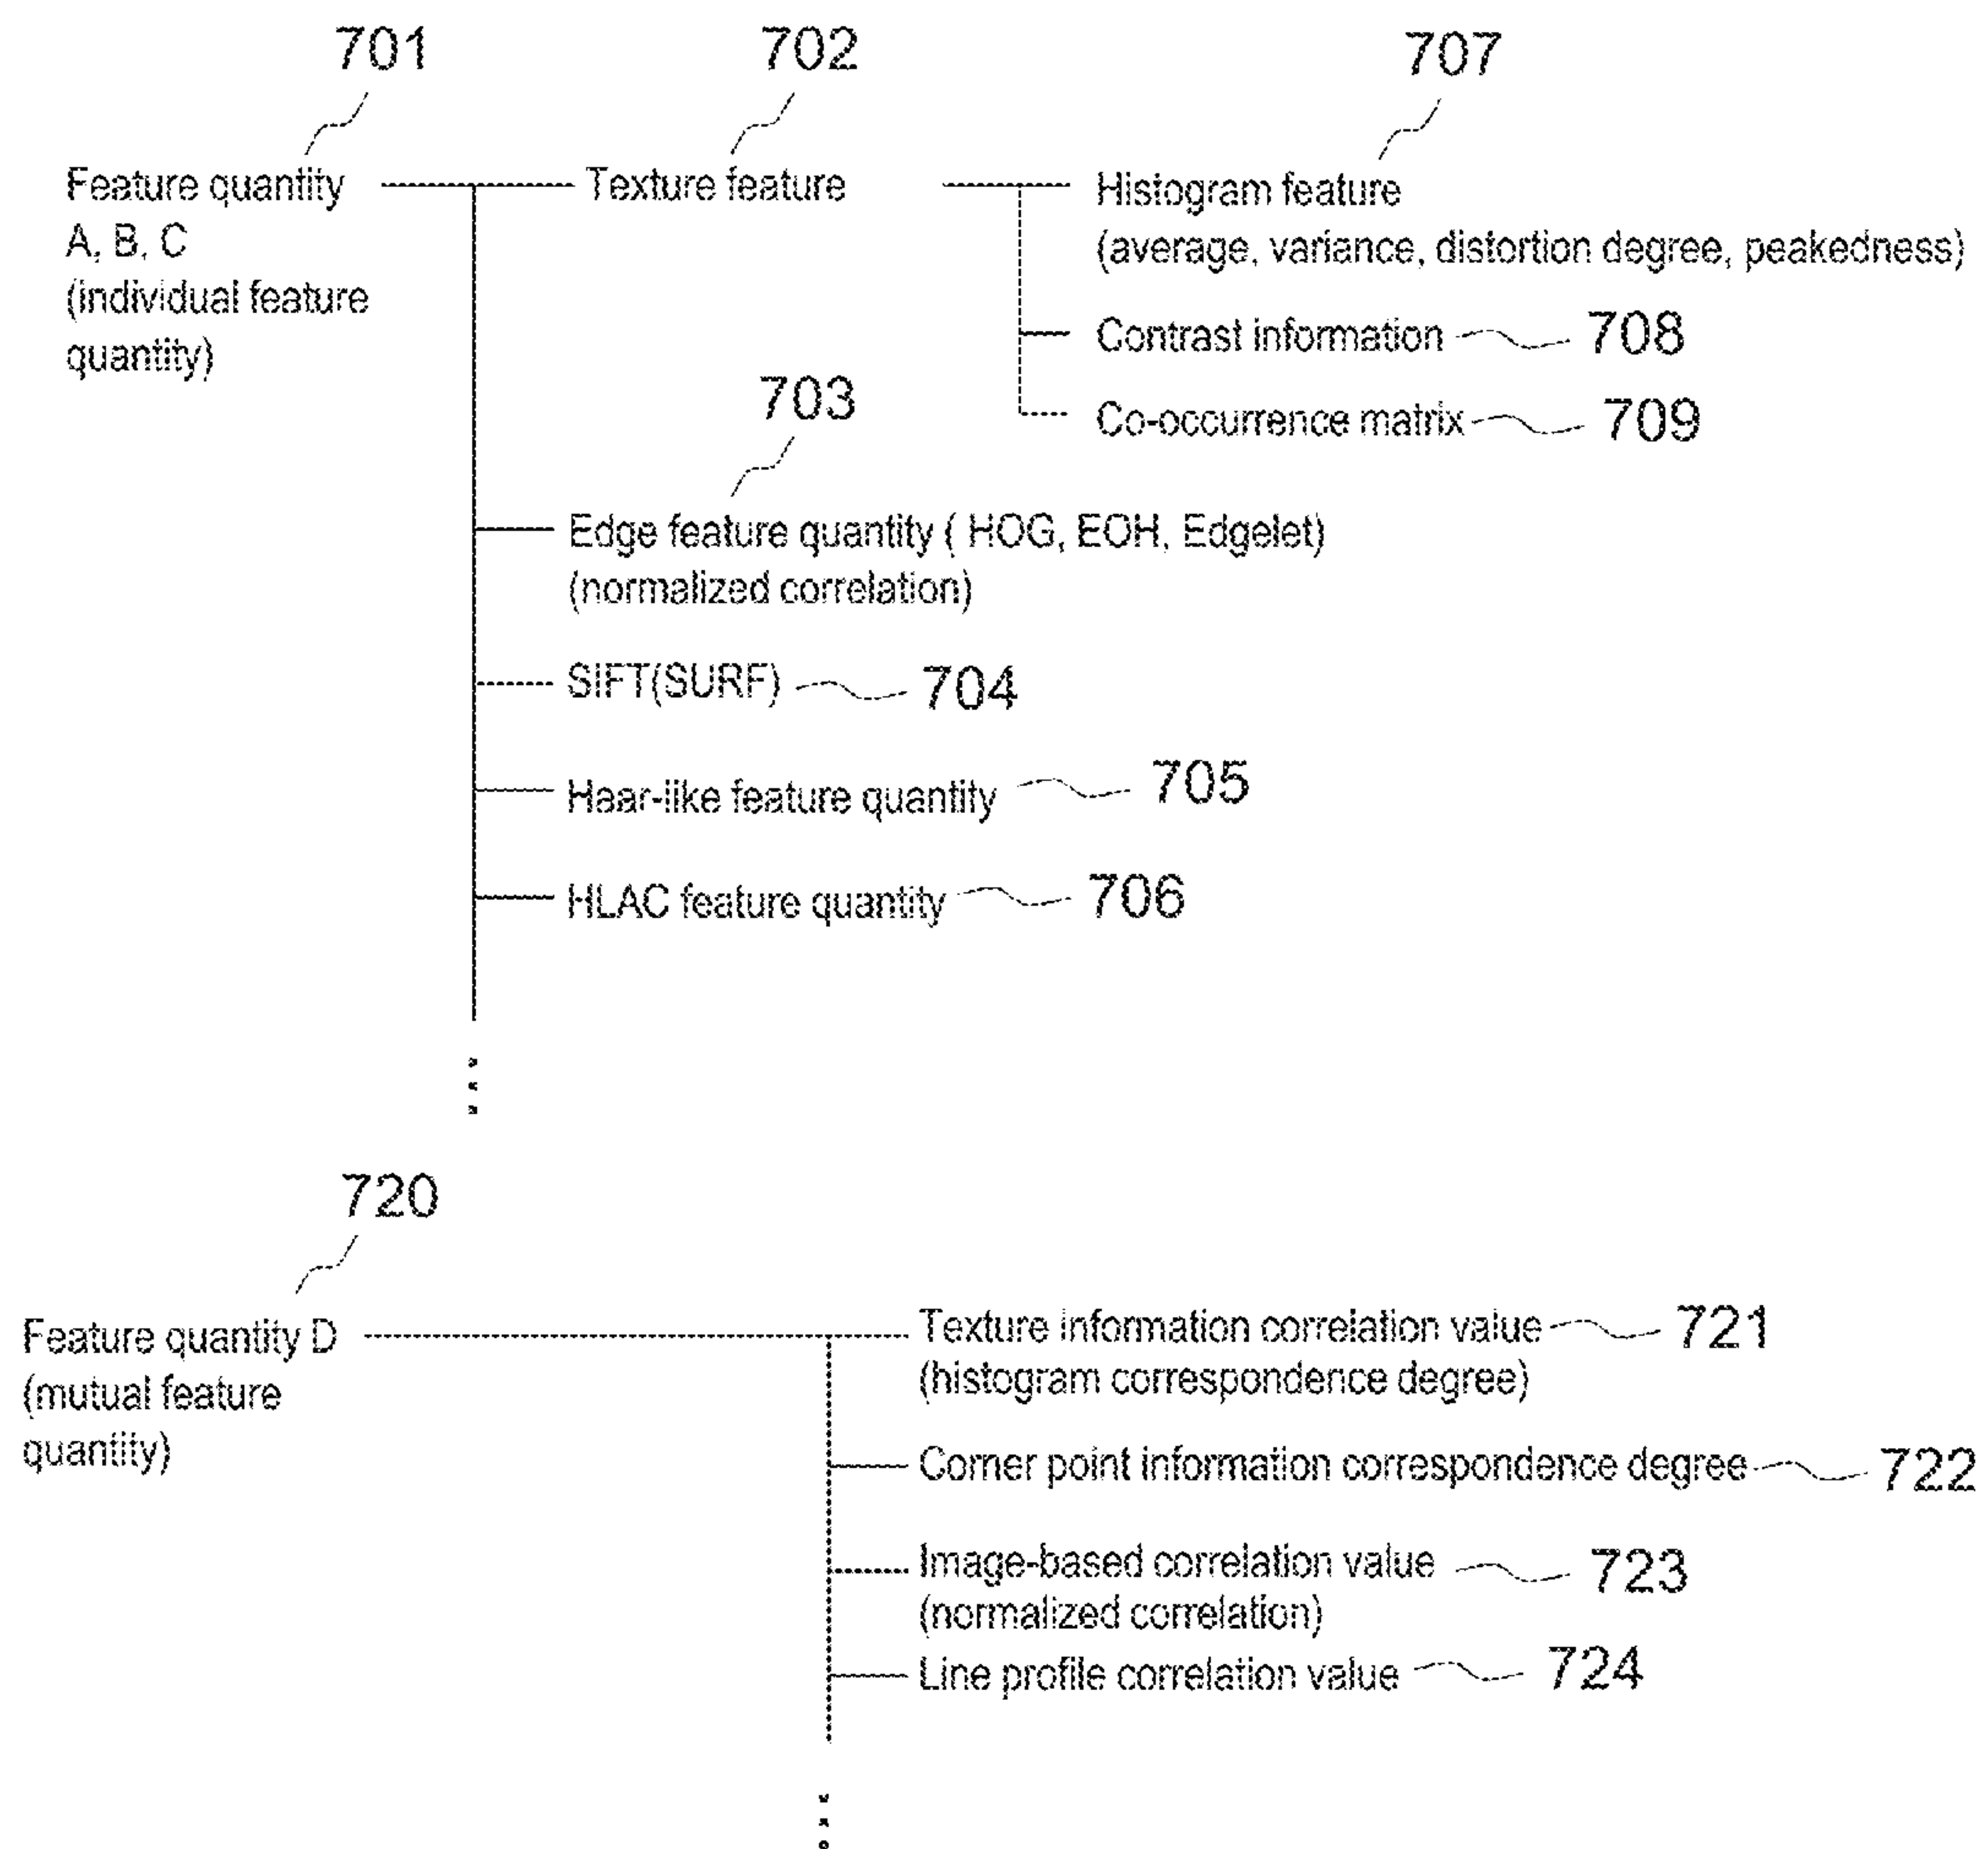 701
702
707
Feature quantity
A, B, C
(individual feature
quantity)
Texture feature
Histogram feature
(average, variance, distortion degree, peakedness)
Contrast information
708
Co-occurrence matrix
709
703
Edge feature quantity ( HOG, EOH, Edgelet)
(normalized correlation)
SIFT(SURF)
704
Haar-like feature quantity
705
HLAC feature quantity
706
720
Feature quantity D
(mutual feature
quantity)
Texture information correlation value
721
(histogram correspondence degree)
Corner point information correspondence degree
722
Image-based correlation value
723
(normalized correlation)
Line profile correlation value
724